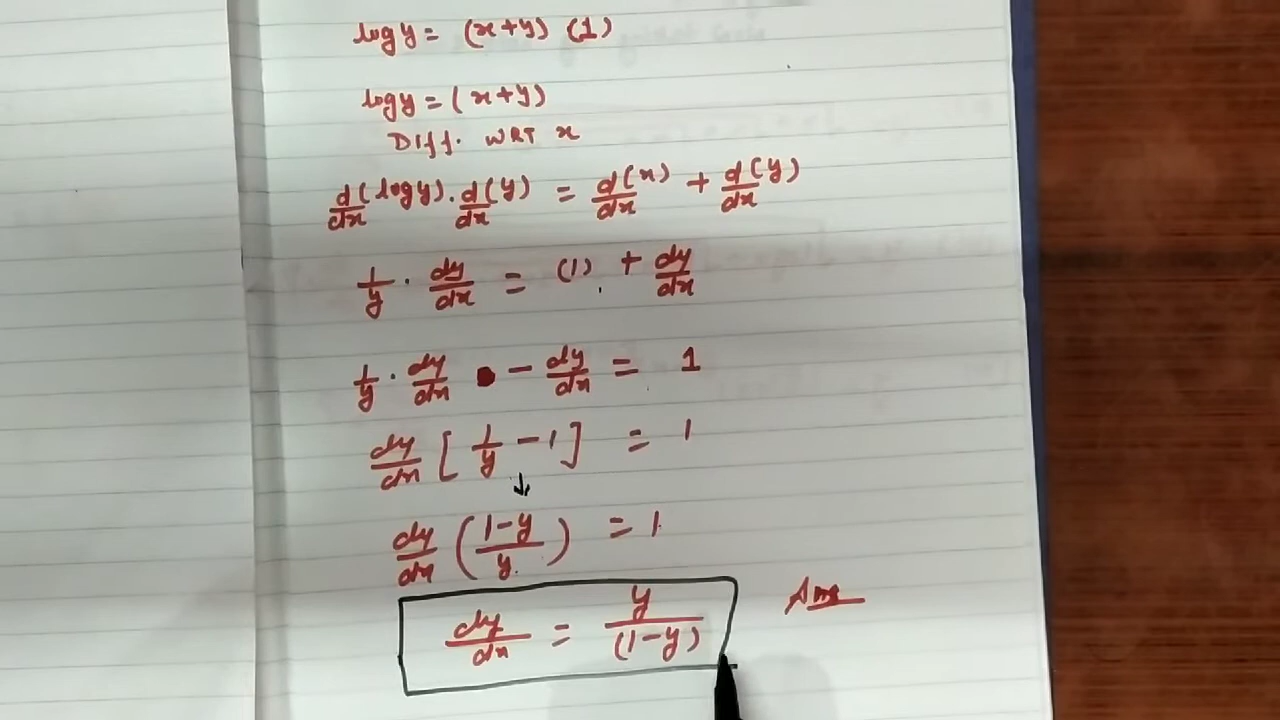 log y = (x+y) (1)
log y = (x+y)
Diff. WRT x
d/dx (log y) . d/dx (y) = d/dx (x) + d/dx (y)
1/y . dy/dx = (1) + dy/dx
1/y . dy/dx - dy/dx = 1
dy/dx [ 1/y - 1 ] = 1
↓
dy/dx ( 1-y/y ) = 1
dy/dx = y/(1-y) Ans